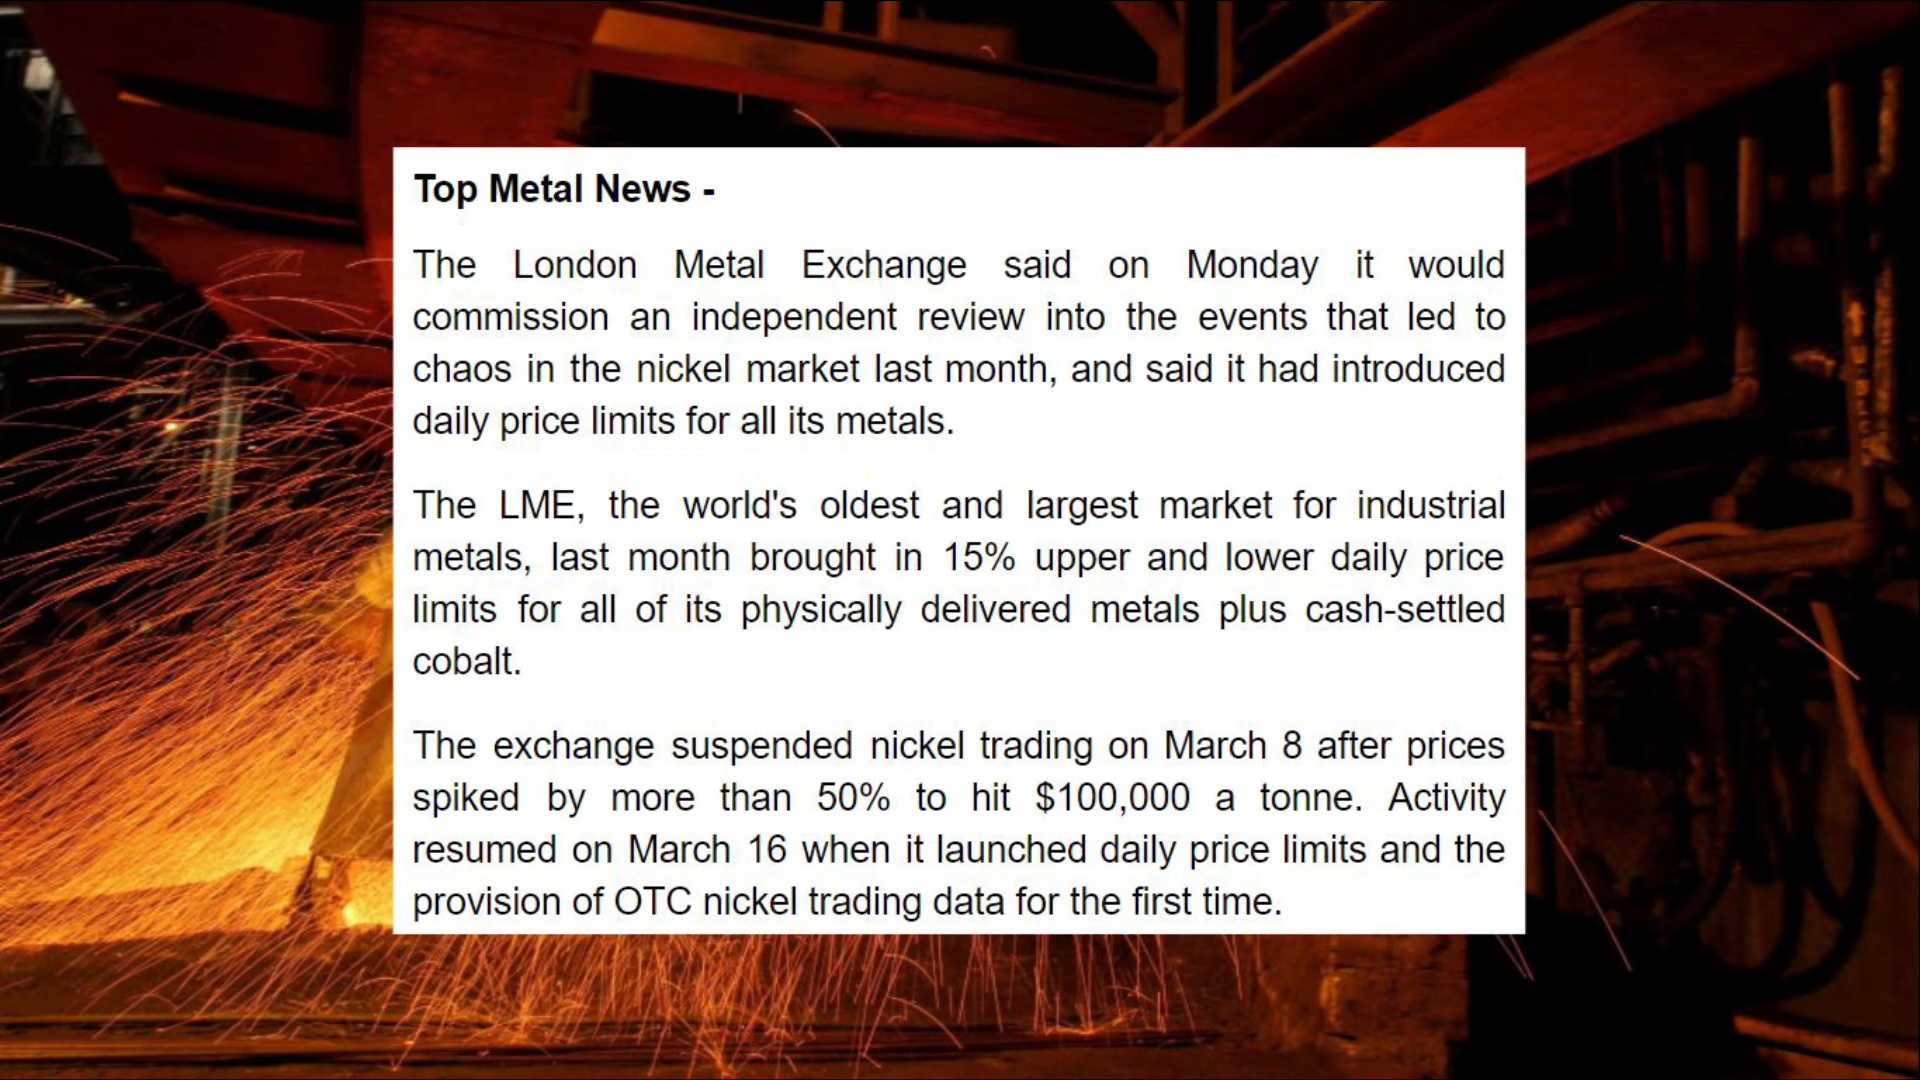 Top Metal News -
The London Metal Exchange said on Monday it would
commission an independent review into the events that led to
chaos in the nickel market last month, and said it had introduced
daily price limits for all its metals.
The LME, the world's oldest and largest market for industrial
metals, last month brought in 15% upper and lower daily price
limits for all of its physically delivered metals plus cash-settled
cobalt.
The exchange suspended nickel trading on March 8 after prices
spiked by more than 50% to hit $100,000 a tonne. Activity
resumed on March 16 when it launched daily price limits and the
provision of OTC nickel trading data for the first time.